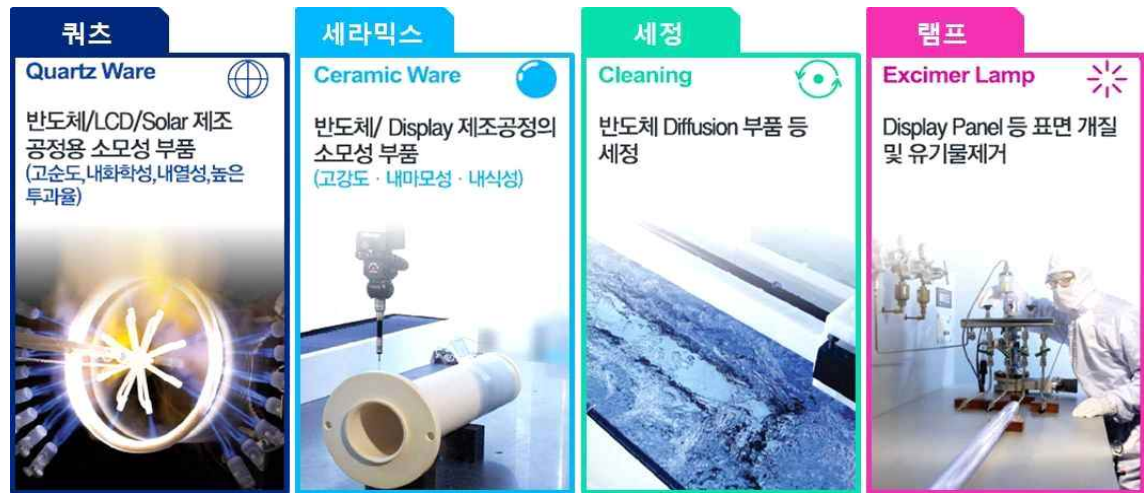 쿼츠
Quartz Ware
반도체/LCD/Solar 제조
공정용 소모성 부품
(고순도,내화학성,내열성,높은
투과율)
세라믹스
Ceramic Ware
반도체/ Display 제조공정의
소모성 부품
(고강도 · 내마모성 · 내식성)
세정
Cleaning
반도체 Diffusion 부품 등
세정
램프
Excimer Lamp
Display Panel 등 표면 개질
및 유기물제거